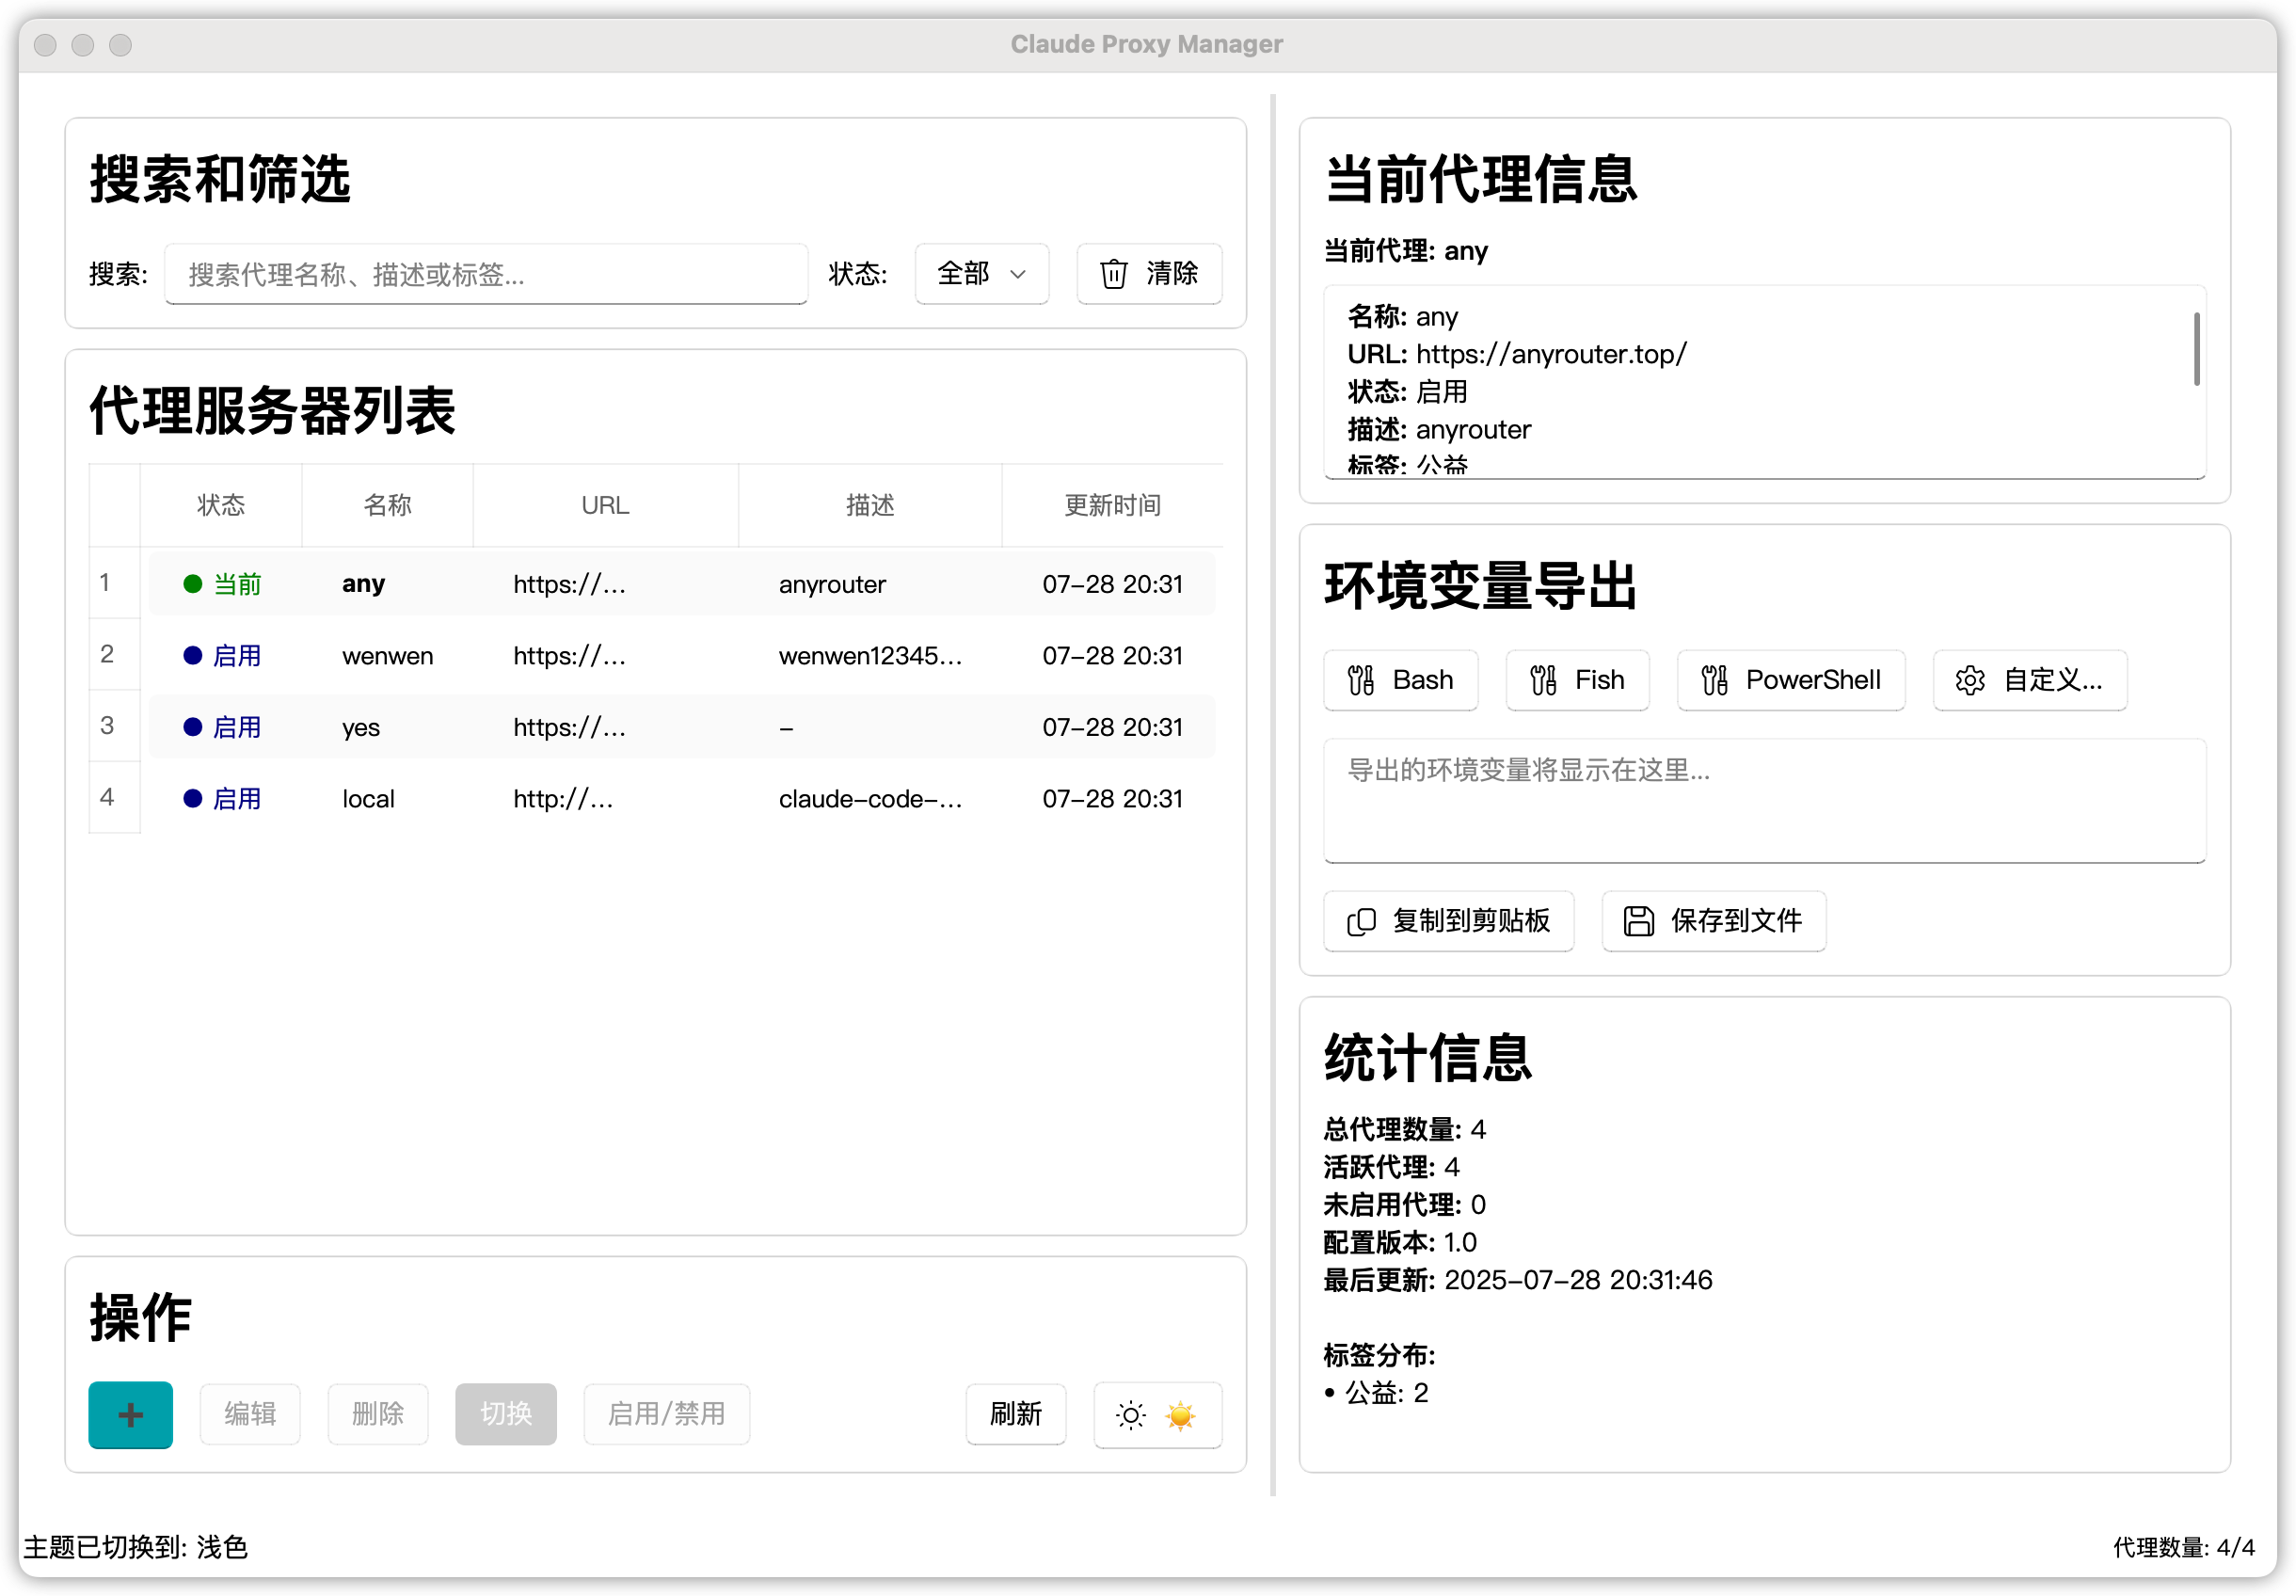 Claude Proxy Manager
搜索和筛选
搜索: 搜索代理名称、描述或标签... 状态: 全部 清除
代理服务器列表
状态 名称 URL 描述 更新时间
1 当前 any https://... anyrouter 07-28 20:31
2 启用 wenwen https://... wenwen12345... 07-28 20:31
3 启用 yes https://... - 07-28 20:31
4 启用 local http://... claude-code-... 07-28 20:31
操作
+ 编辑 删除 切换 启用/禁用 刷新
当前代理信息
当前代理: any
名称: any
URL: https://anyrouter.top/
状态: 启用
描述: anyrouter
标签: 公益
环境变量导出
Bash Fish PowerShell 自定义...
导出的环境变量将显示在这里...
复制到剪贴板 保存到文件
统计信息
总代理数量: 4
活跃代理: 4
未启用代理: 0
配置版本: 1.0
最后更新: 2025-07-28 20:31:46
标签分布:
• 公益: 2
主题已切换到: 浅色
代理数量: 4/4